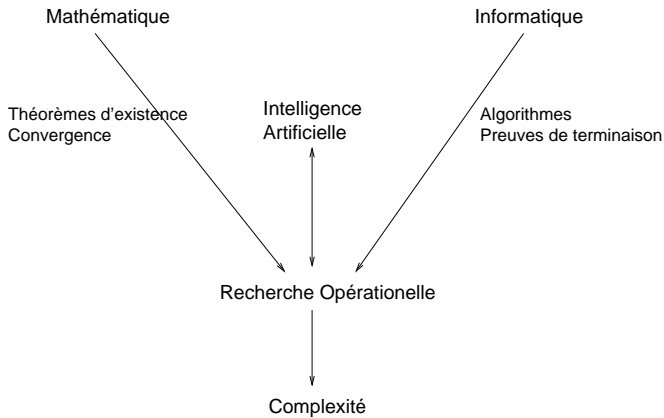 Mathématique
Informatique
Théorèmes d'existence
Convergence
Intelligence
Artificielle
Algorithmes
Preuves de terminaison
Recherche Opérationelle
Complexité